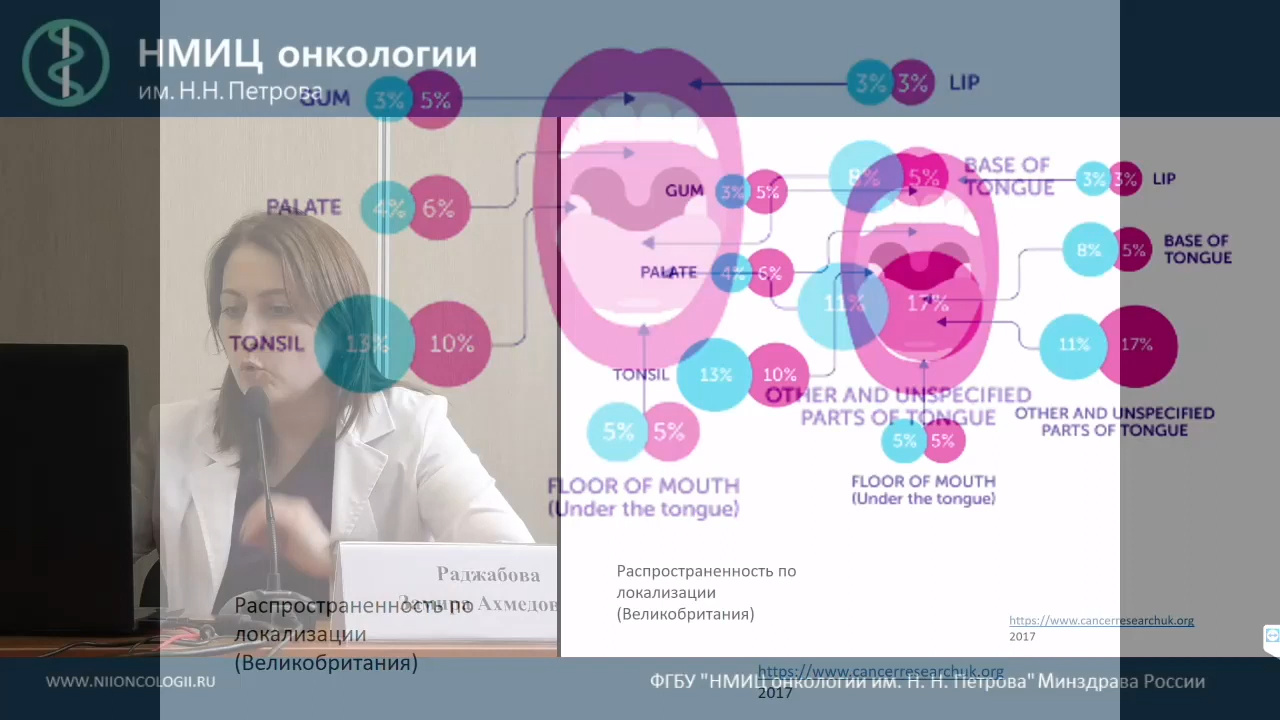 НМИЦ онкологии
им. Н.Н. Петрова
GUM 3% 5%
3% 3% LIP
PALATE 4% 6%
8% 5% BASE OF
TONGUE
TONSIL 13% 10%
11% 17%
OTHER AND UNSPECIFIED
PARTS OF TONGUE
5% 5%
FLOOR OF MOUTH
(Under the tongue)
Распространенность по
локализации
(Великобритания)
https://www.cancerresearchuk.org
2017
GUM 3% 5%
3% 3% LIP
PALATE 4% 6%
8% 5% BASE OF
TONGUE
TONSIL 13% 10%
11% 17%
OTHER AND UNSPECIFIED
PARTS OF TONGUE
5% 5%
FLOOR OF MOUTH
(Under the tongue)
Распространенность по
локализации
(Великобритания)
https://www.cancerresearchuk.org
2017
Раджабова
Замира Ахмедов
WWW.NIIONCOLOGII.RU
ФГБУ "НМИЦ онкологии им. Н. Н. Петрова" Минздрава России